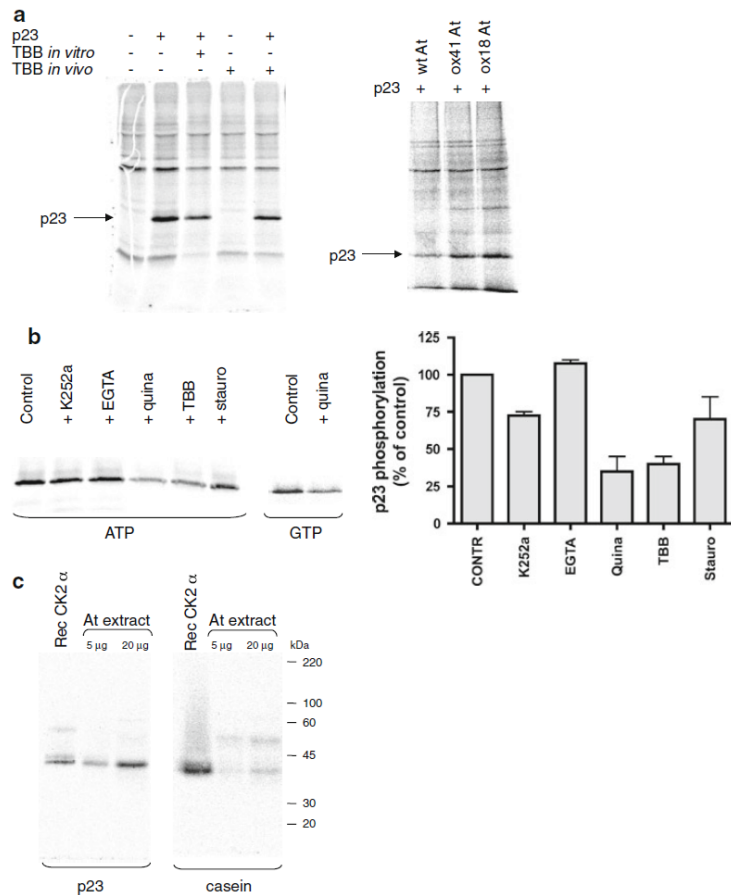 a
p23 - + + - +
TBB in vitro - - + - -
TBB in vivo - - - + +
p23
wt At
ox41 At
ox18 At
p23 + + +
p23
b
Control
+ K252a
+ EGTA
+ quina
+ TBB
+ stauro
Control
+ quina
ATP
GTP
p23 phosphorylation
(% of control)
125
100
75
50
25
0
CONTR
K252a
EGTA
Quina
TBB
Stauro
c
Rec CK2 α
At extract
5 μg 20 μg
Rec CK2 α
At extract
5 μg 20 μg
kDa
220
100
60
45
30
20
p23
casein